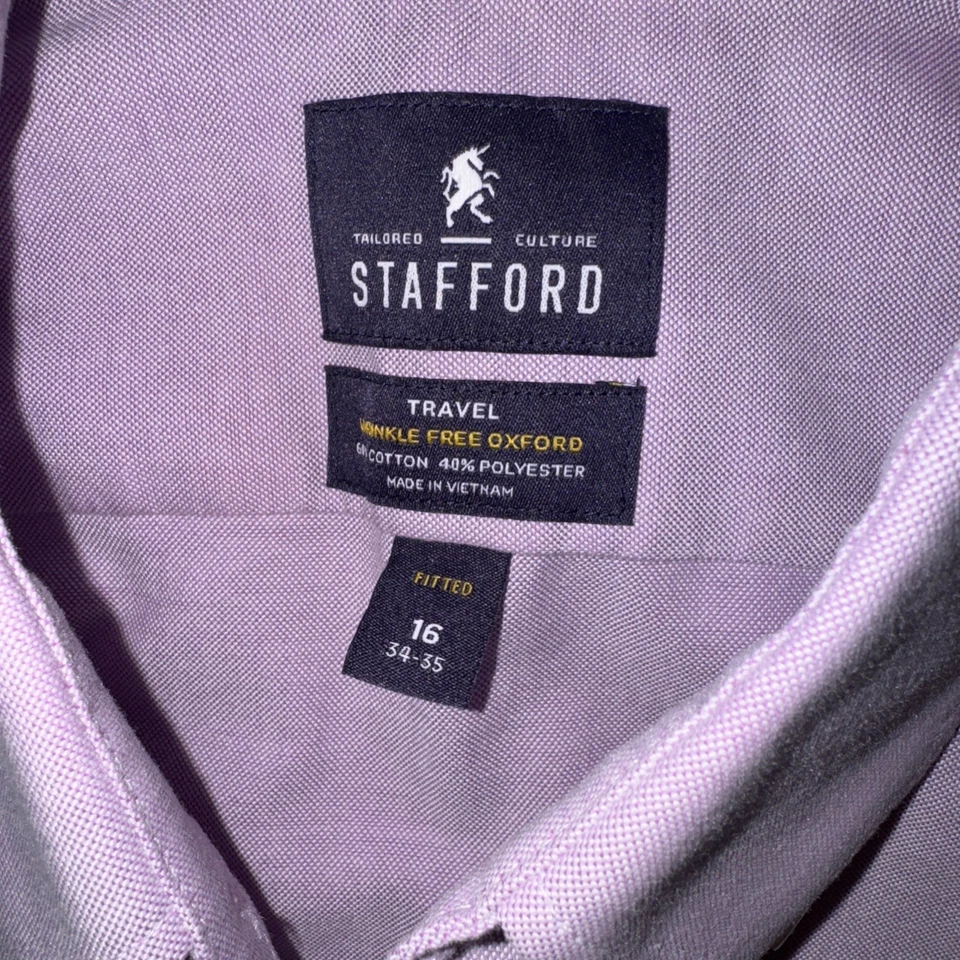 TAILORED CULTURE
STAFFORD
TRAVEL
FREE OXFORD
COTTON 40% POLYESTER
MADE IN VIETNAM
FITTED
16
34-35